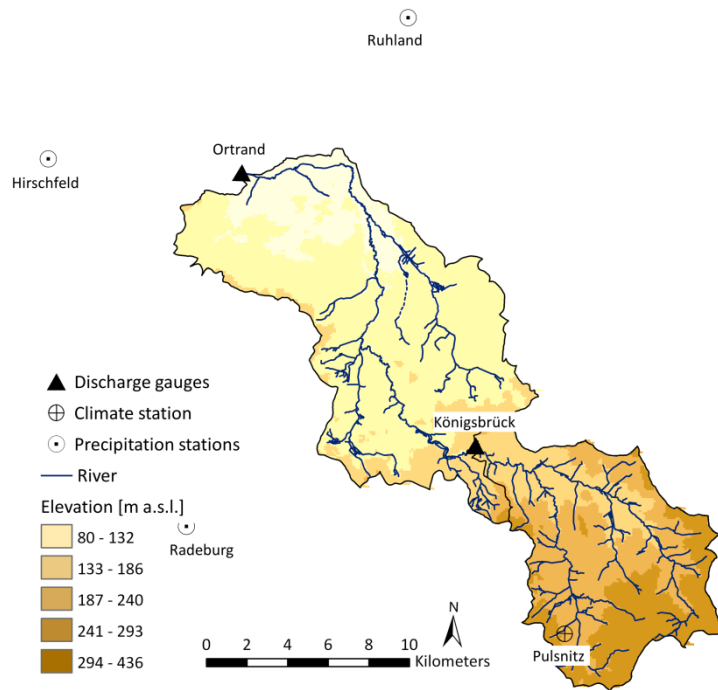 Ruhland
Ortrand
Hirschfeld
Discharge gauges
Climate station
Precipitation stations
River
Königsbrück
Elevation [m a.s.l.]
80 - 132
133 - 186
187 - 240
241 - 293
294 - 436
Radeburg
N
0 2 4 6 8 10
Kilometers
Pulsnitz